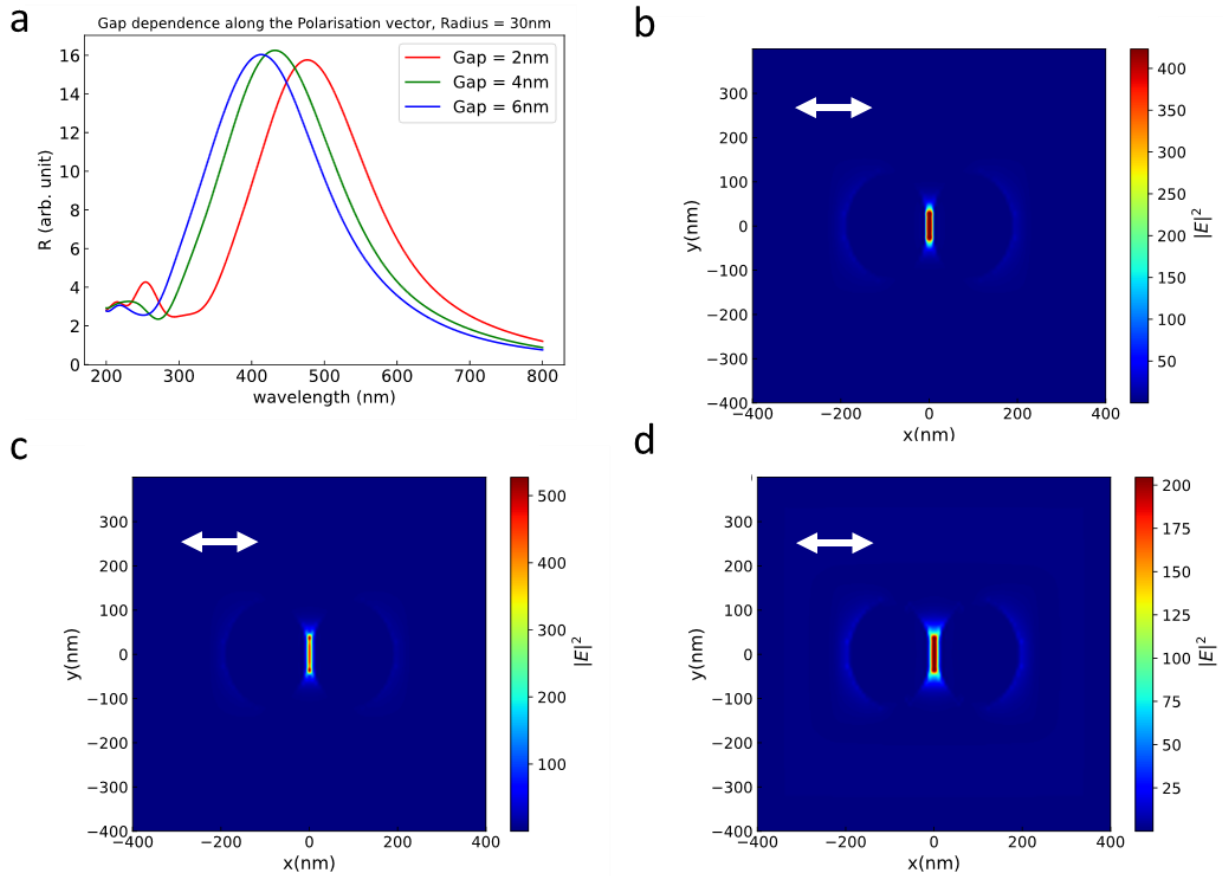 a
Gap dependence along the Polarisation vector, Radius = 30nm
Gap = 2nm
Gap = 4nm
Gap = 6nm
R (arb. unit)
16
14
12
10
8
6
4
2
0
200 300 400 500 600 700 800
wavelength (nm)
b
y(nm)
300
200
100
0
−100
−200
−300
−400
−400 −200 0 200 400
x(nm)
400
350
300
250
200
150
100
50
|E|²
c
y(nm)
300
200
100
0
−100
−200
−300
−400
−400 −200 0 200 400
x(nm)
500
400
300
200
100
|E|²
d
y(nm)
300
200
100
0
−100
−200
−300
−400
−400 −200 0 200 400
x(nm)
200
175
150
125
100
75
50
25
|E|²